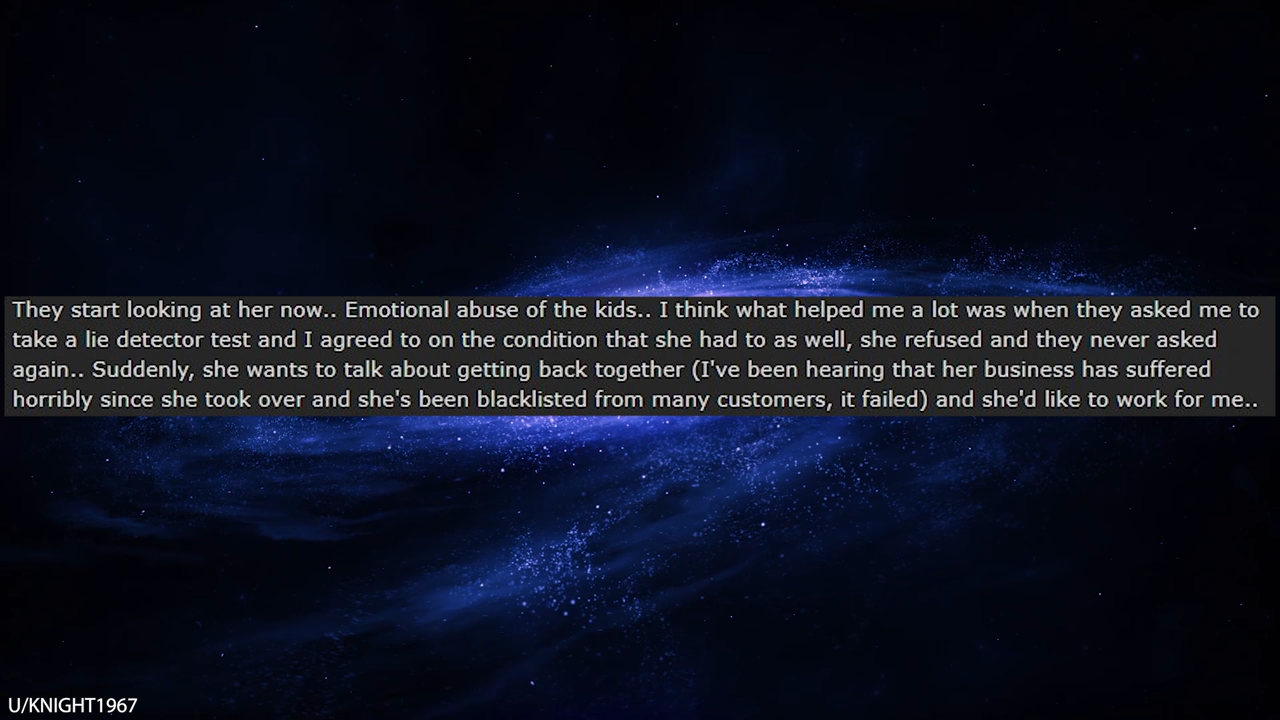 They start looking at her now.. Emotional abuse of the kids.. I think what helped me a lot was when they asked me to
take a lie detector test and I agreed to on the condition that she had to as well, she refused and they never asked
again.. Suddenly, she wants to talk about getting back together (I've been hearing that her business has suffered
horribly since she took over and she's been blacklisted from many customers, it failed) and she'd like to work for me..
U/KNIGHT1967